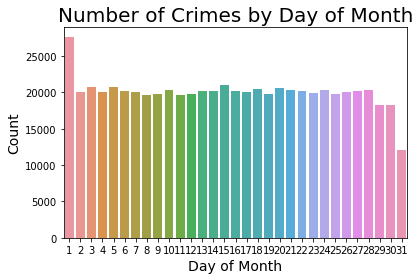 Number of Crimes by Day of Month
25000
20000
15000
10000
5000
0
Count
1 2 3 4 5 6 7 8 9 10 11 12 13 14 15 16 17 18 19 20 21 22 23 24 25 26 27 28 29 30 31
Day of Month